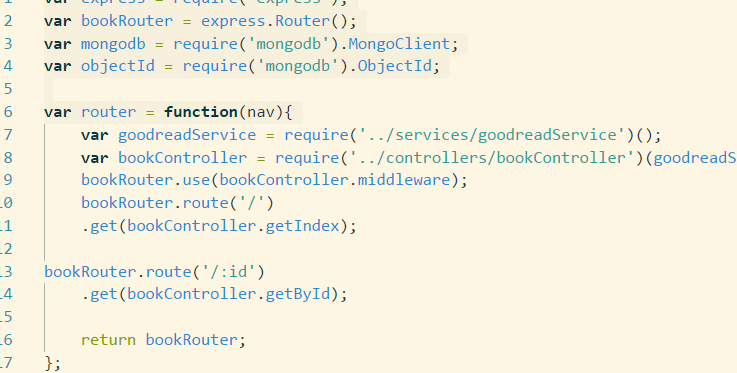 var express = require('express');
2 var bookRouter = express.Router();
3 var mongodb = require('mongodb').MongoClient;
4 var objectId = require('mongodb').ObjectId;
5
6 var router = function(nav){
7 var goodreadService = require('../services/goodreadService')();
8 var bookController = require('../controllers/bookController')(goodreadS
9 bookRouter.use(bookController.middleware);
10 bookRouter.route('/')
11 .get(bookController.getIndex);
12
13 bookRouter.route('/:id')
14 .get(bookController.getById);
15
16 return bookRouter;
17 };